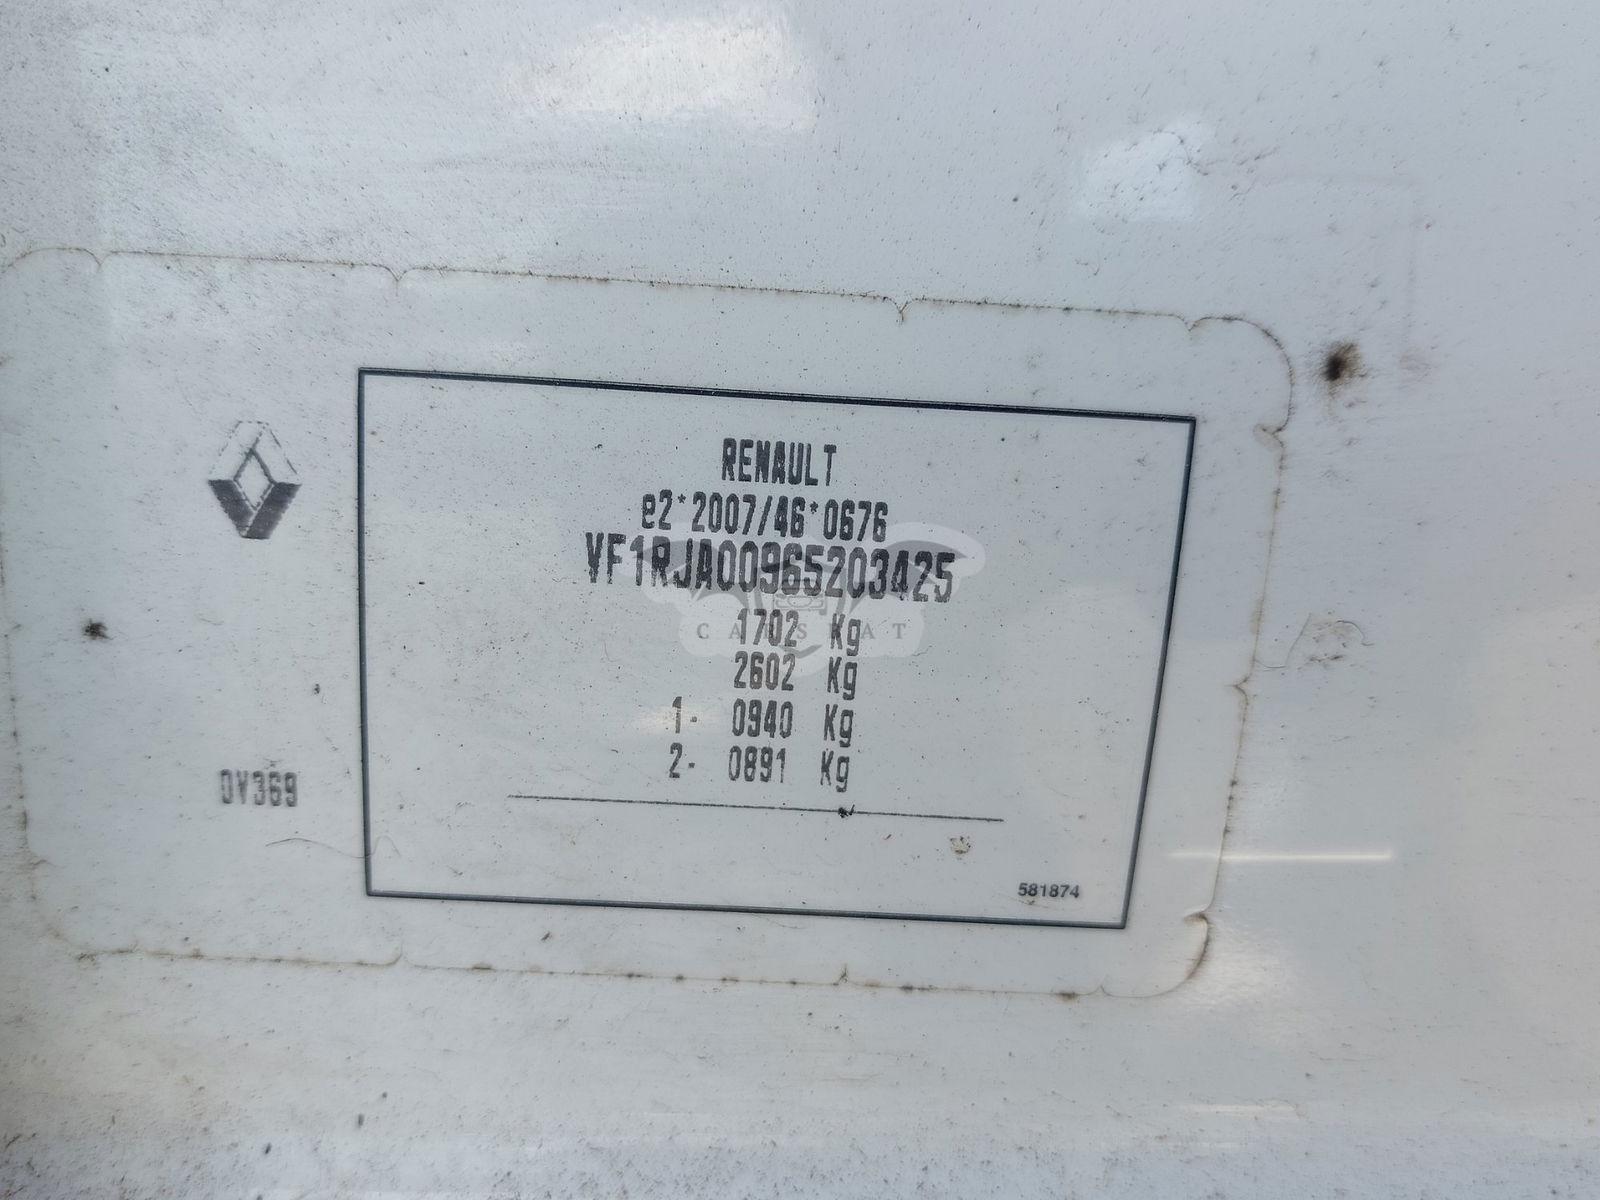 RENAULT
e2*2007/46*0676
VF1RJA00965203425
1702 Kg
2602 Kg
1- 0940 Kg
2- 0891 Kg
0V369
581874